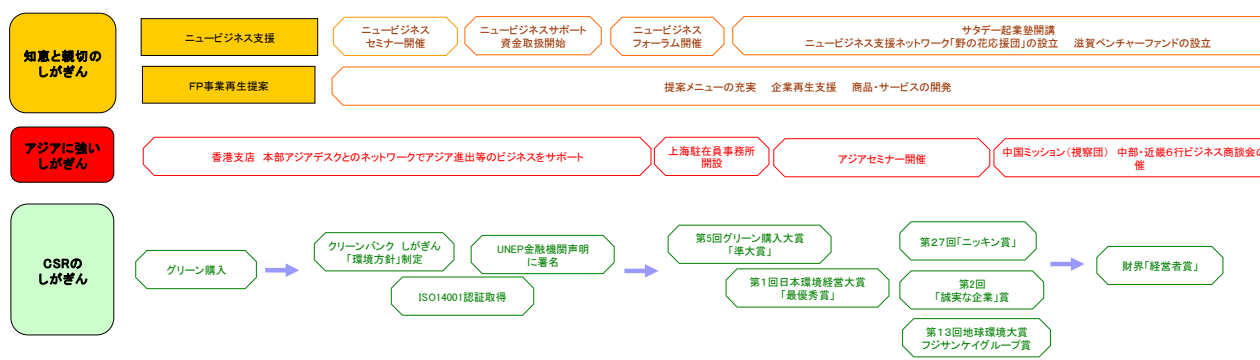 知恵と親切の
しがぎん
ニュービジネス支援
ニュービジネス
セミナー開催
ニュービジネスサポート
資金取扱開始
ニュービジネス
フォーラム開催
サタデー起業塾開講
ニュービジネス支援ネットワーク「野の花応援団」の設立　滋賀ベンチャーファンドの設立
FP事業再生提案
提案メニューの充実　企業再生支援　商品・サービスの開発
アジアに強い
しがぎん
香港支店　本部アジアデスクとのネットワークでアジア進出等のビジネスをサポート
上海駐在員事務所
開設
アジアセミナー開催
中国ミッション（視察団）　中部・近畿6行ビジネス商談会の
催
CSRの
しがぎん
グリーン購入
クリーンバンク　しがぎん
「環境方針」制定
UNEP金融機関声明
に署名
ISO14001認証取得
第5回グリーン購入大賞
「準大賞」
第1回日本環境経営大賞
「最優秀賞」
第27回「ニッキン賞」
第2回
「誠実な企業」賞
第13回地球環境大賞
フジサンケイグループ賞
財界「経営者賞」